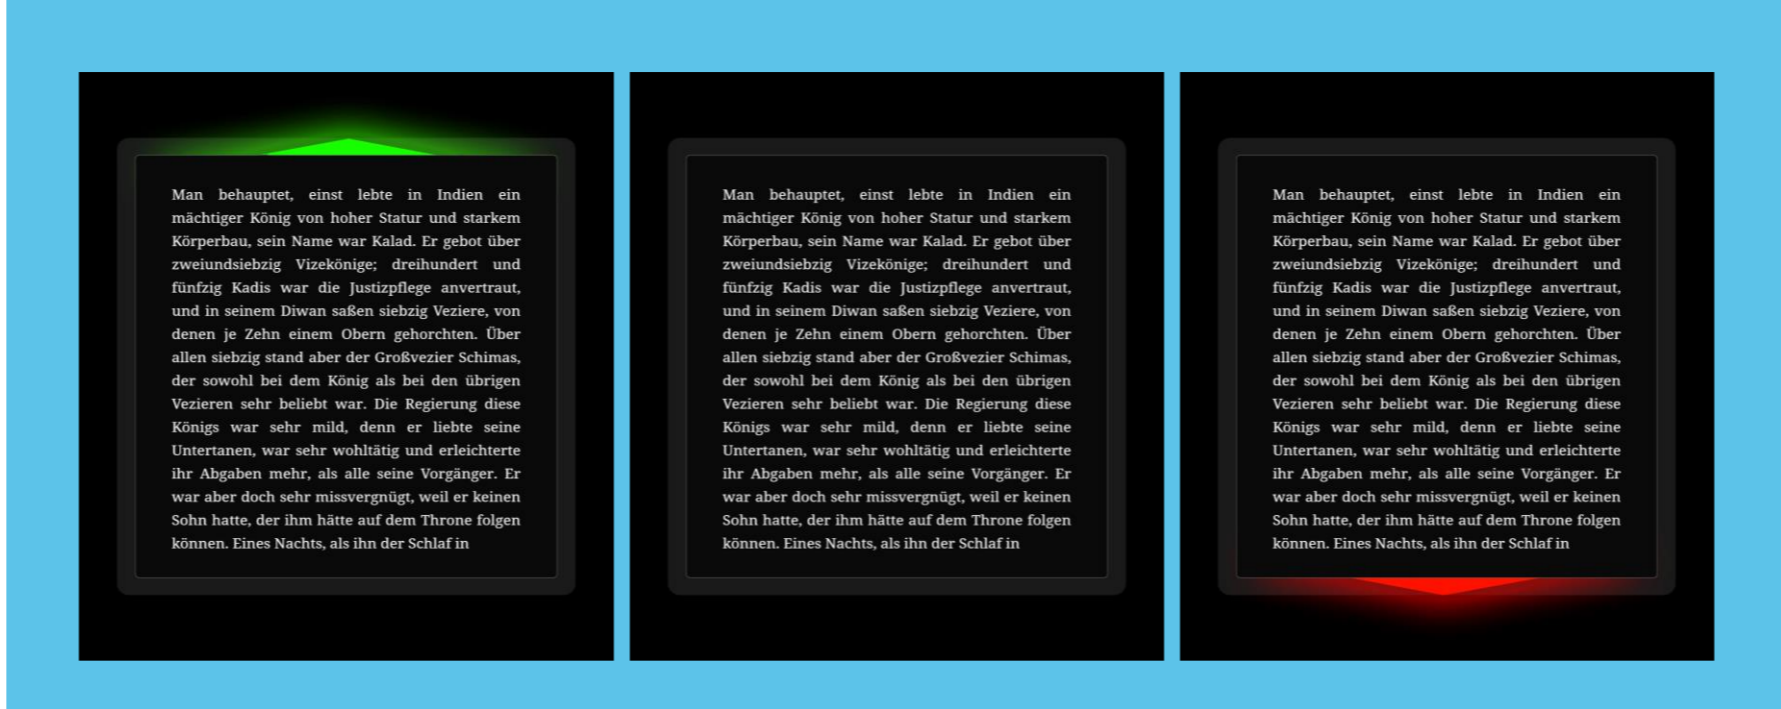 Man behauptet, einst lebte in Indien ein
mächtiger König von hoher Statur und starkem
Körperbau, sein Name war Kalad. Er gebot über
zweiundsiebzig Vizekönige; dreihundert und
fünfzig Kadis war die Justizpflege anvertraut,
und in seinem Diwan saßen siebzig Veziere, von
denen je Zehn einem Obern gehorchten. Über
allen siebzig stand aber der Großvezier Schimas,
der sowohl bei dem König als bei den übrigen
Vezieren sehr beliebt war. Die Regierung diese
Königs war sehr mild, denn er liebte seine
Untertanen, war sehr wohltätig und erleichterte
ihr Abgaben mehr, als alle seine Vorgänger. Er
war aber doch sehr missvergnügt, weil er keinen
Sohn hatte, der ihm hätte auf dem Throne folgen
können. Eines Nachts, als ihn der Schlaf in
Man behauptet, einst lebte in Indien ein
mächtiger König von hoher Statur und starkem
Körperbau, sein Name war Kalad. Er gebot über
zweiundsiebzig Vizekönige; dreihundert und
fünfzig Kadis war die Justizpflege anvertraut,
und in seinem Diwan saßen siebzig Veziere, von
denen je Zehn einem Obern gehorchten. Über
allen siebzig stand aber der Großvezier Schimas,
der sowohl bei dem König als bei den übrigen
Vezieren sehr beliebt war. Die Regierung diese
Königs war sehr mild, denn er liebte seine
Untertanen, war sehr wohltätig und erleichterte
ihr Abgaben mehr, als alle seine Vorgänger. Er
war aber doch sehr missvergnügt, weil er keinen
Sohn hatte, der ihm hätte auf dem Throne folgen
können. Eines Nachts, als ihn der Schlaf in
Man behauptet, einst lebte in Indien ein
mächtiger König von hoher Statur und starkem
Körperbau, sein Name war Kalad. Er gebot über
zweiundsiebzig Vizekönige; dreihundert und
fünfzig Kadis war die Justizpflege anvertraut,
und in seinem Diwan saßen siebzig Veziere, von
denen je Zehn einem Obern gehorchten. Über
allen siebzig stand aber der Großvezier Schimas,
der sowohl bei dem König als bei den übrigen
Vezieren sehr beliebt war. Die Regierung diese
Königs war sehr mild, denn er liebte seine
Untertanen, war sehr wohltätig und erleichterte
ihr Abgaben mehr, als alle seine Vorgänger. Er
war aber doch sehr missvergnügt, weil er keinen
Sohn hatte, der ihm hätte auf dem Throne folgen
können. Eines Nachts, als ihn der Schlaf in